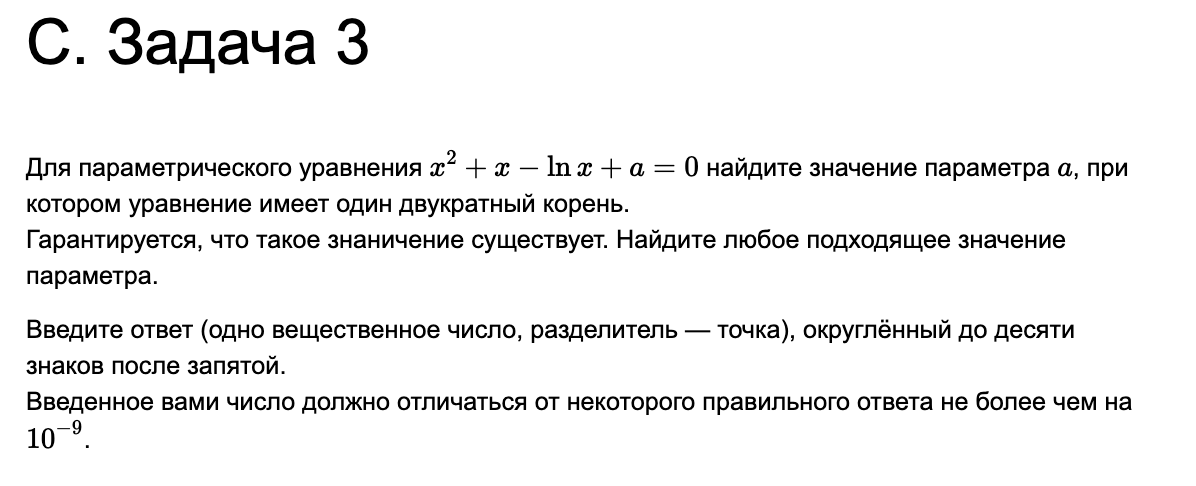 C. Задача 3
Для параметрического уравнения x² + x − ln x + a = 0 найдите значение параметра a, при
котором уравнение имеет один двукратный корень.
Гарантируется, что такое знаничение существует. Найдите любое подходящее значение
параметра.
Введите ответ (одно вещественное число, разделитель — точка), округлённый до десяти
знаков после запятой.
Введенное вами число должно отличаться от некоторого правильного ответа не более чем на
10⁻⁹.